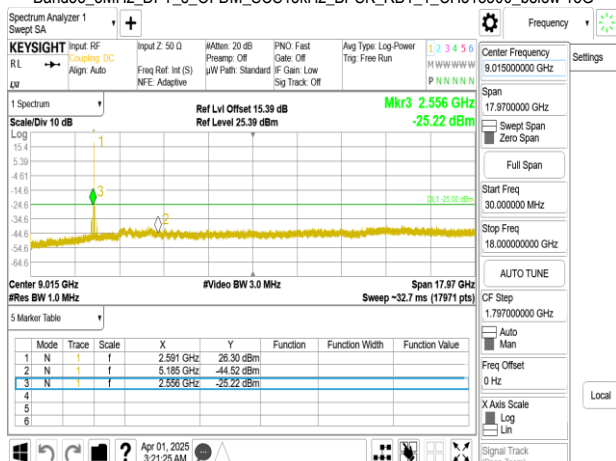 Spectrum Analyzer 1
Swept SA
Frequency
Settings
KEYSIGHT
RL
Input: RF
Coupling: DC
Align: Auto
Input Z: 50 Ω
Freq Ref: Int (S)
NFE: Adaptive
#Atten: 20 dB
Preamp: Off
µW Path: Standard
PNO: Fast
Gate: Off
IF Gain: Low
Sig Track: Off
Avg Type: Log-Power
Trig: Free Run
1 2 3 4 5 6
M W W W W W
P N N N N N
1 Spectrum
Scale/Div 10 dB
Ref Lvl Offset 15.39 dB
Ref Level 25.39 dBm
Mkr3 2.556 GHz
-25.22 dBm
Log
15.4
5.39
-4.61
-14.6
-24.6
-34.6
-44.6
-54.6
-64.6
1
3
2
DL1 -25.00 dBm
Center 9.015 GHz
#Res BW 1.0 MHz
#Video BW 3.0 MHz
Span 17.97 GHz
Sweep ~32.7 ms (17971 pts)
5 Marker Table
Mode Trace Scale X Y Function Function Width Function Value
1 N 1 f 2.591 GHz 26.30 dBm
2 N 1 f 5.185 GHz -44.52 dBm
3 N 1 f 2.556 GHz -25.22 dBm
4
5
6
Apr 01, 2025
3:21:25 AM
Center Frequency
9.015000000 GHz
Span
17.9700000 GHz
Swept Span
Zero Span
Full Span
Start Freq
30.000000 MHz
Stop Freq
18.000000000 GHz
AUTO TUNE
CF Step
1.797000000 GHz
Auto
Man
Freq Offset
0 Hz
X Axis Scale
Log
Lin
Signal Track
Local